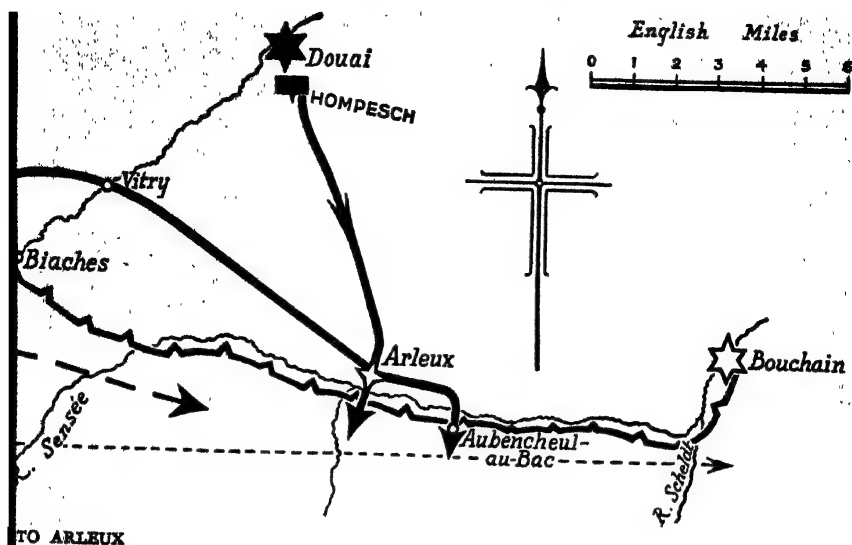 English Miles
0 1 2 3 4 5 6
Douai
HOMPESCH
Vitry
Biaches
Arleux
Bouchain
Sensée
Aubencheul-
au-Bac
R. Scheldt
TO ARLEUX